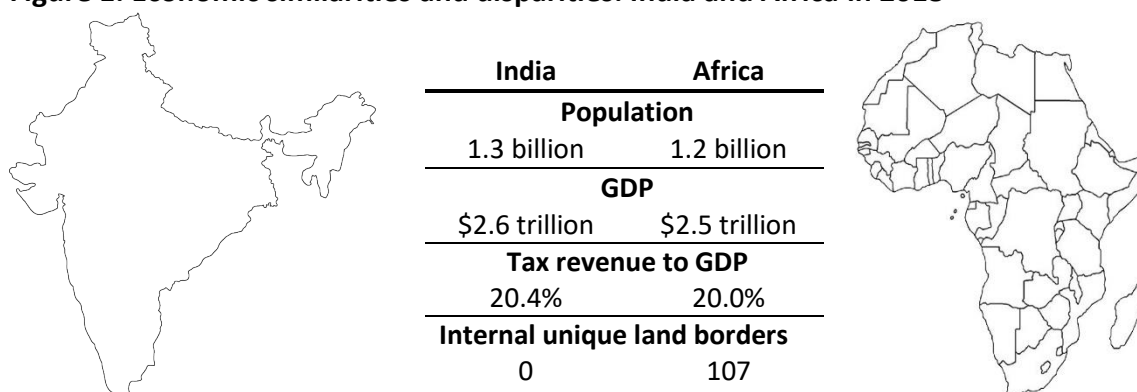 India Africa
Population
1.3 billion 1.2 billion
GDP
$2.6 trillion $2.5 trillion
Tax revenue to GDP
20.4% 20.0%
Internal unique land borders
0 107